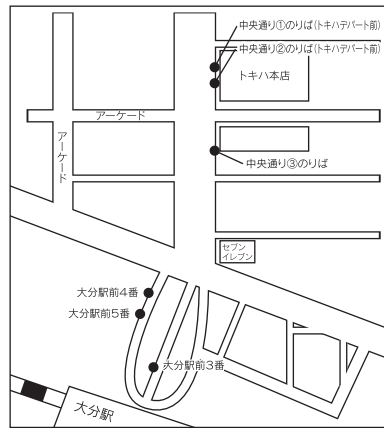 中央通り①のりば(トキハデパート前)
中央通り②のりば(トキハデパート前)
トキハ本店
アーケード
アーケード
中央通り③のりば
セブン
イレブン
大分駅前4番
大分駅前5番
大分駅前3番
大分駅